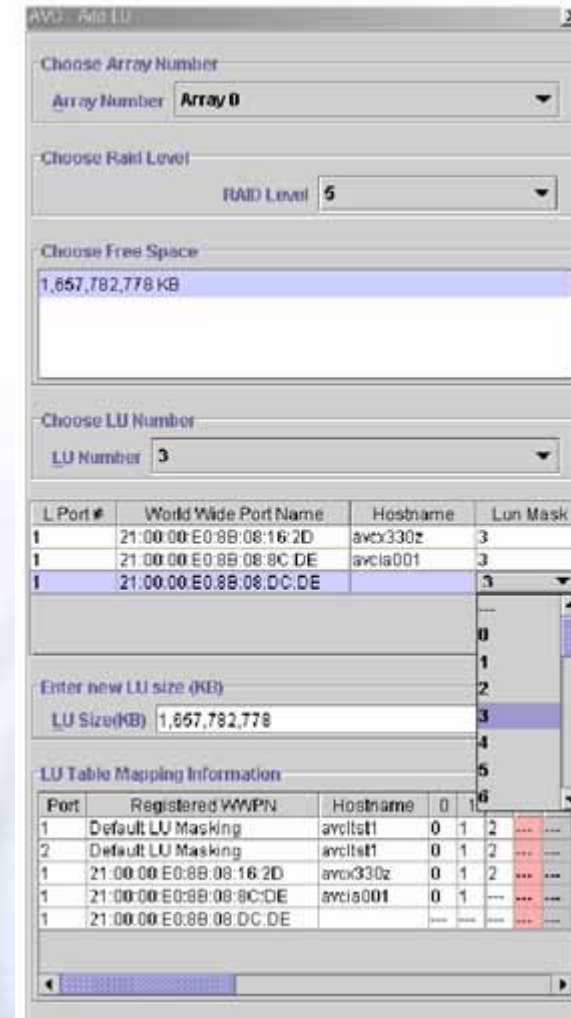 AVO - Add LU
Choose Array Number
Array Number Array 0
Choose Raid Level
RAID Level 5
Choose Free Space
1,657,782,778 KB
Choose LU Number
LU Number 3
L Port # World Wide Port Name Hostname Lun Mask
1 21:00:00:E0:8B:08:16:2D avcx330z 3
1 21:00:00:E0:8B:08:8C:DE avcia001 3
1 21:00:00:E0:8B:08:DC:DE 3
---
0
1
2
3
4
5
6
Enter new LU size (KB)
LU Size(KB) 1,657,782,778
LU Table Mapping Information
Port Registered WWPN Hostname 0 1
1 Default LU Masking avcltst1 0 1 2 --- ---
2 Default LU Masking avcltst1 0 1 2 --- ---
1 21:00:00:E0:8B:08:16:2D avcx330z 0 1 2 --- ---
1 21:00:00:E0:8B:08:8C:DE avcia001 0 1 --- --- ---
1 21:00:00:E0:8B:08:DC:DE --- --- --- --- ---